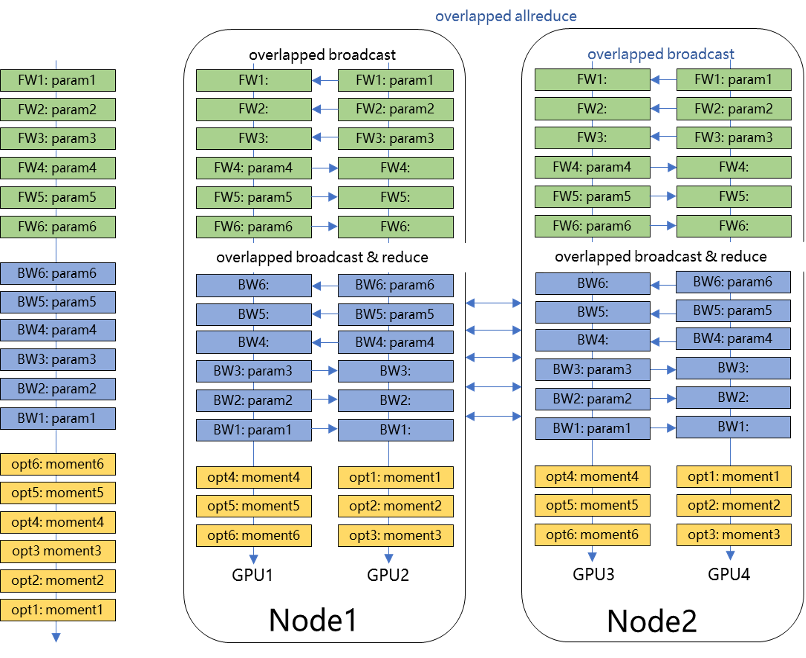 overlapped allreduce
FW1: param1
FW2: param2
FW3: param3
FW4: param4
FW5: param5
FW6: param6
BW6: param6
BW5: param5
BW4: param4
BW3: param3
BW2: param2
BW1: param1
opt6: moment6
opt5: moment5
opt4: moment4
opt3 moment3
opt2: moment2
opt1: moment1
overlapped broadcast
FW1: FW1: param1
FW2: FW2: param2
FW3: FW3: param3
FW4: param4 FW4:
FW5: param5 FW5:
FW6: param6 FW6:
overlapped broadcast & reduce
BW6: BW6: param6
BW5: BW5: param5
BW4: BW4: param4
BW3: param3 BW3:
BW2: param2 BW2:
BW1: param1 BW1:
opt4: moment4 opt1: moment1
opt5: moment5 opt2: moment2
opt6: moment6 opt3: moment3
GPU1 GPU2
Node1
overlapped broadcast
FW1: FW1: param1
FW2: FW2: param2
FW3: FW3: param3
FW4: param4 FW4:
FW5: param5 FW5:
FW6: param6 FW6:
overlapped broadcast & reduce
BW6: BW6: param6
BW5: BW5: param5
BW4: BW4: param4
BW3: param3 BW3:
BW2: param2 BW2:
BW1: param1 BW1:
opt4: moment4 opt1: moment1
opt5: moment5 opt2: moment2
opt6: moment6 opt3: moment3
GPU3 GPU4
Node2